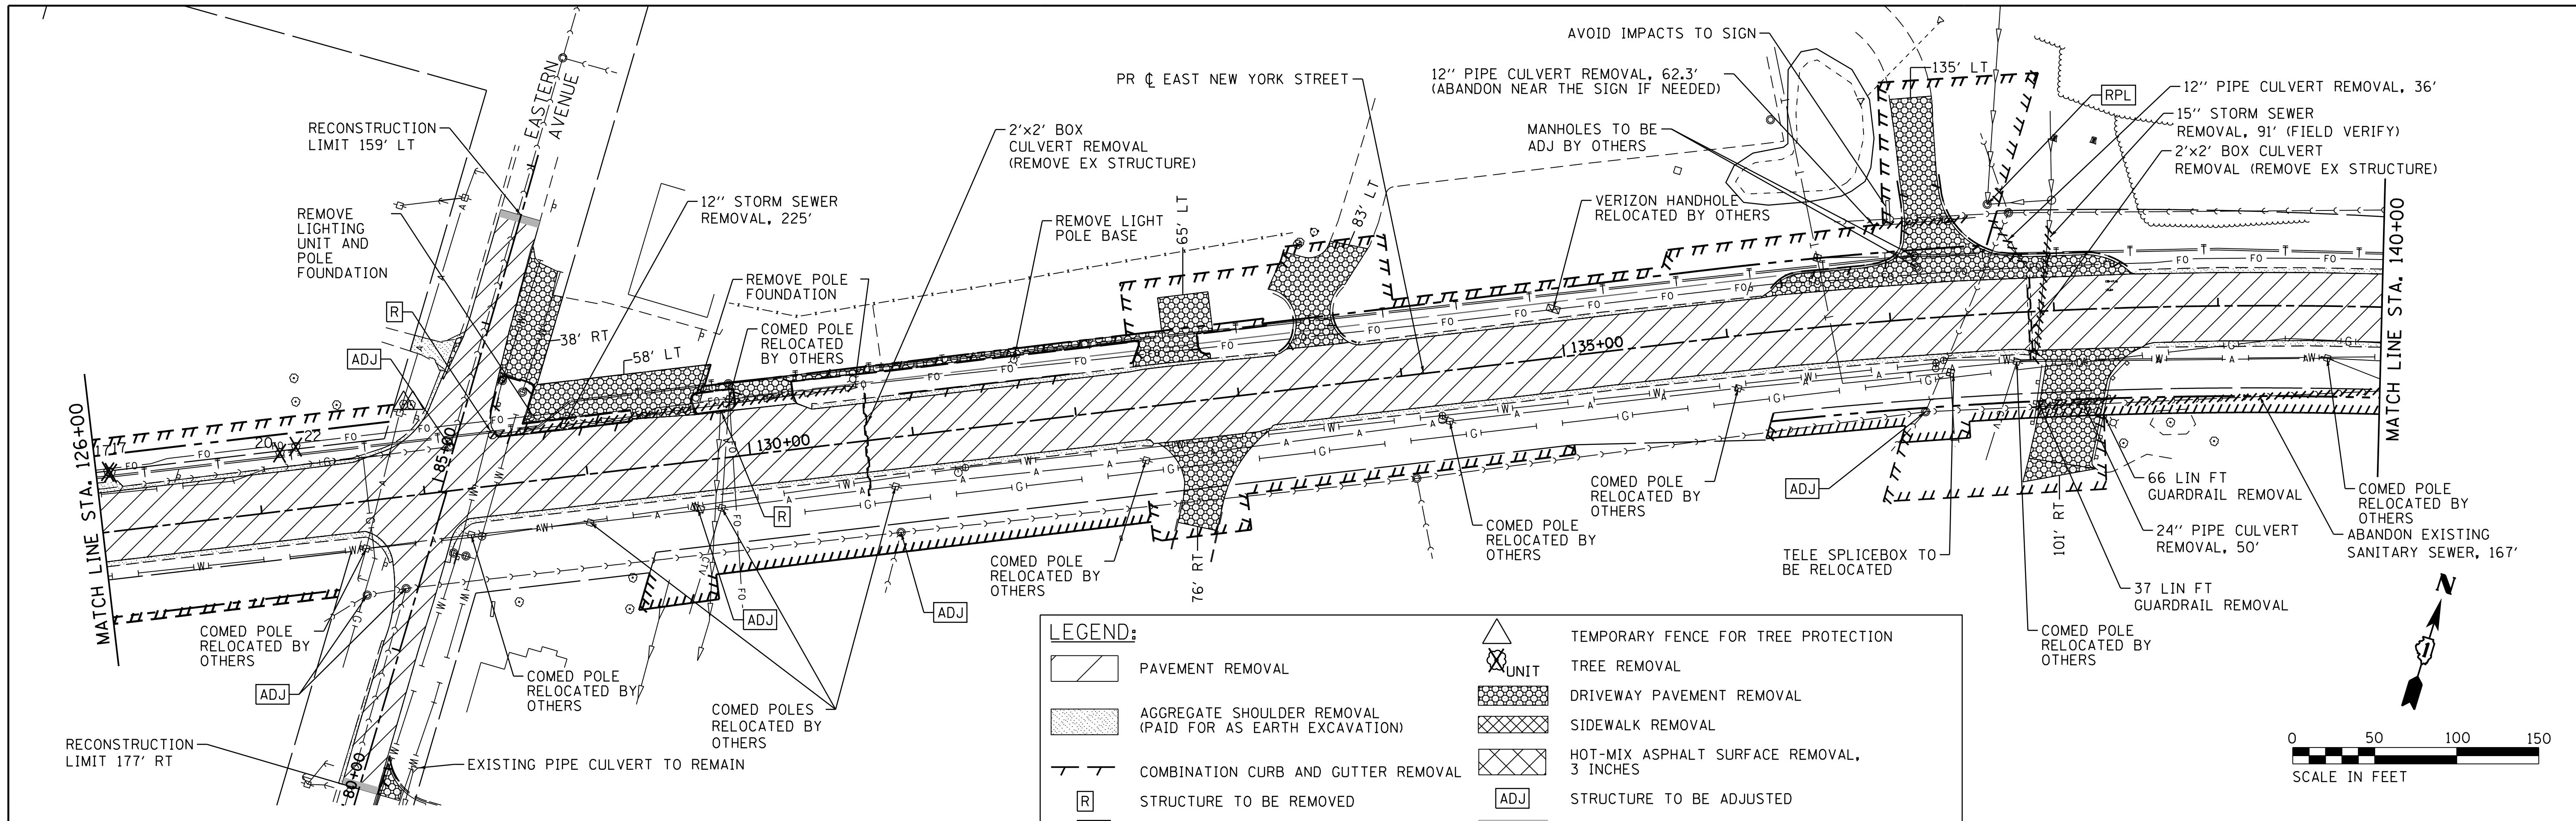 EASTERN
AVENUE
RECONSTRUCTION
LIMIT 159' LT
REMOVE
LIGHTING
UNIT AND
POLE
FOUNDATION
R
ADJ
12" STORM SEWER
REMOVAL, 225'
38' RT
58' LT
REMOVE POLE
FOUNDATION
COMED POLE
RELOCATED
BY OTHERS
2'x2' BOX
CULVERT REMOVAL
(REMOVE EX STRUCTURE)
REMOVE LIGHT
POLE BASE
PR ℄ EAST NEW YORK STREET
65' LT
83' LT
AVOID IMPACTS TO SIGN
12" PIPE CULVERT REMOVAL, 62.3'
(ABANDON NEAR THE SIGN IF NEEDED)
MANHOLES TO BE
ADJ BY OTHERS
VERIZON HANDHOLE
RELOCATED BY OTHERS
135' LT
RPL
12" PIPE CULVERT REMOVAL, 36'
15" STORM SEWER
REMOVAL, 91' (FIELD VERIFY)
2'x2' BOX CULVERT
REMOVAL (REMOVE EX STRUCTURE)
MATCH LINE STA. 140+00
MATCH LINE STA. 126+00
1717
20
22
85+00
130+00
135+00
80+00
COMED POLE
RELOCATED BY
OTHERS
ADJ
RECONSTRUCTION
LIMIT 177' RT
EXISTING PIPE CULVERT TO REMAIN
COMED POLE
RELOCATED BY
OTHERS
COMED POLES
RELOCATED BY
OTHERS
R
ADJ
ADJ
COMED POLE
RELOCATED BY
OTHERS
76' RT
COMED POLE
RELOCATED BY
OTHERS
COMED POLE
RELOCATED BY
OTHERS
ADJ
TELE SPLICEBOX TO
BE RELOCATED
101' RT
66 LIN FT
GUARDRAIL REMOVAL
24" PIPE CULVERT
REMOVAL, 50'
37 LIN FT
GUARDRAIL REMOVAL
COMED POLE
RELOCATED BY
OTHERS
COMED POLE
RELOCATED BY
OTHERS
ABANDON EXISTING
SANITARY SEWER, 167'
N
0 50 100 150
SCALE IN FEET
LEGEND:
PAVEMENT REMOVAL
AGGREGATE SHOULDER REMOVAL
(PAID FOR AS EARTH EXCAVATION)
COMBINATION CURB AND GUTTER REMOVAL
R STRUCTURE TO BE REMOVED
TEMPORARY FENCE FOR TREE PROTECTION
UNIT TREE REMOVAL
DRIVEWAY PAVEMENT REMOVAL
SIDEWALK REMOVAL
HOT-MIX ASPHALT SURFACE REMOVAL,
3 INCHES
ADJ STRUCTURE TO BE ADJUSTED